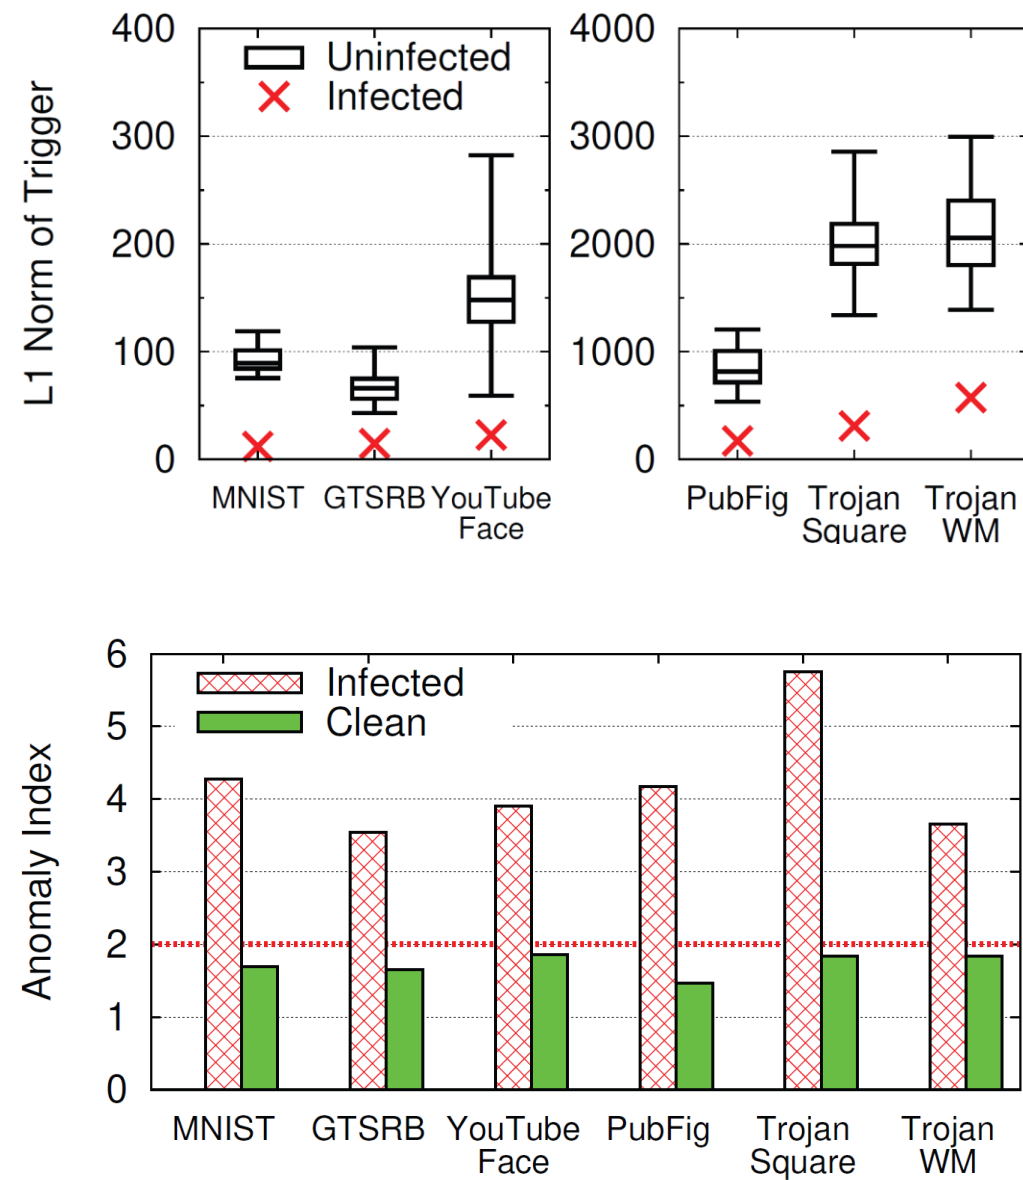 400
300
200
100
0
L1 Norm of Trigger
Uninfected
Infected
MNIST GTSRB YouTube
Face
4000
3000
2000
1000
0
PubFig Trojan Trojan
Square WM
6
5
4
3
2
1
0
Anomaly Index
Infected
Clean
MNIST GTSRB YouTube PubFig Trojan Trojan
Face Square WM